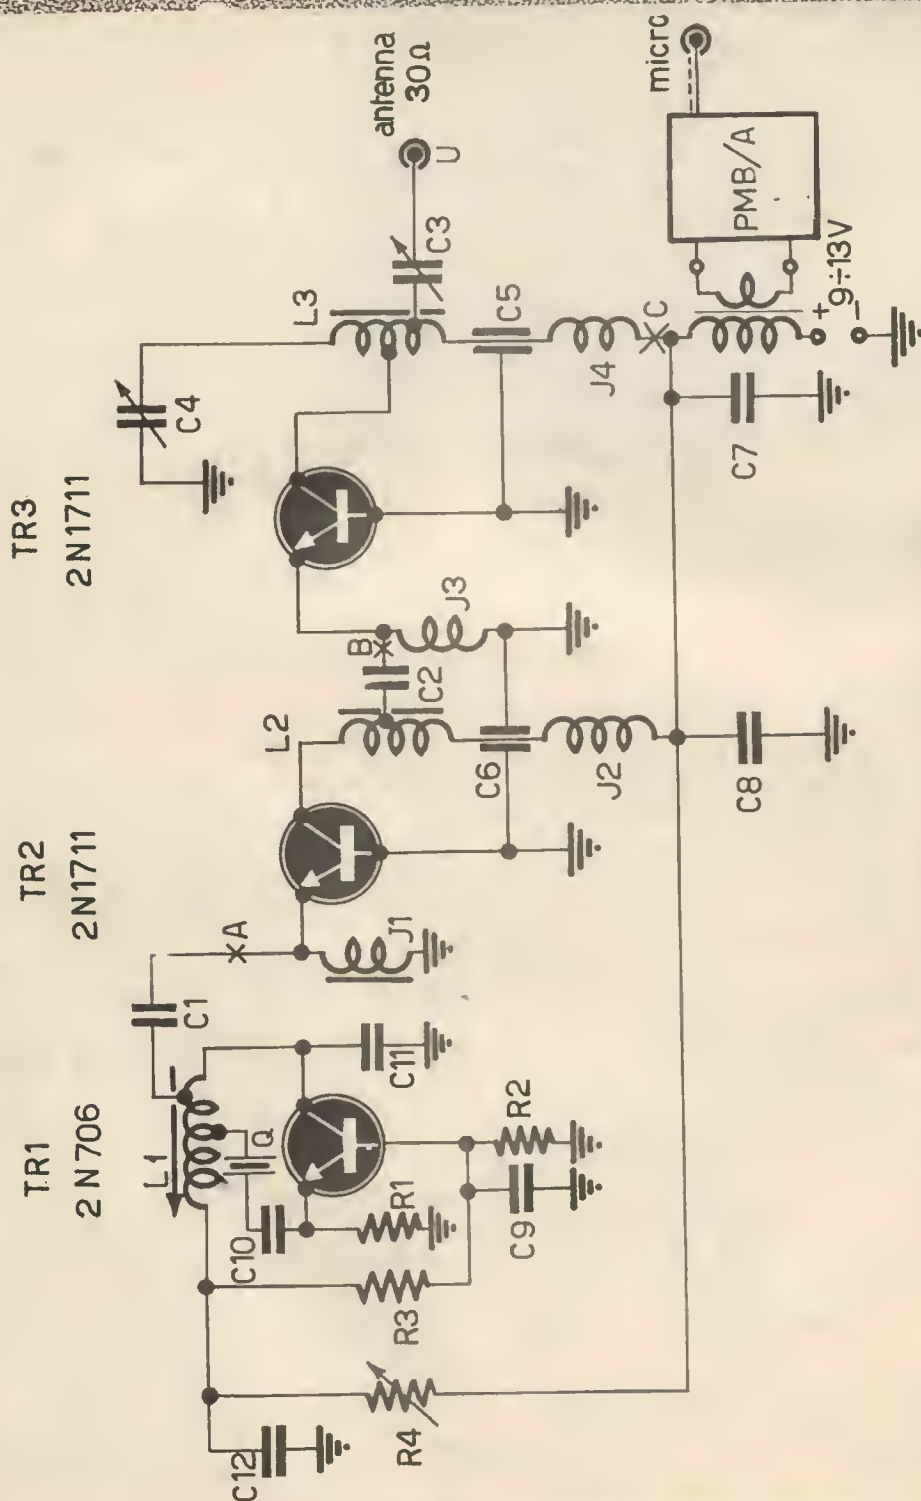 TR1
2N706
TR2
2N1711
TR3
2N1711
C4
L3
antenna
30Ω
U
C3
C5
J4
C
micro
PMB/A
+
9÷13V
-
C7
L2
B
C2
J3
C6
J2
C8
A
C1
J1
L1
Q
C10
C11
R1
R2
C9
R3
R4
C12